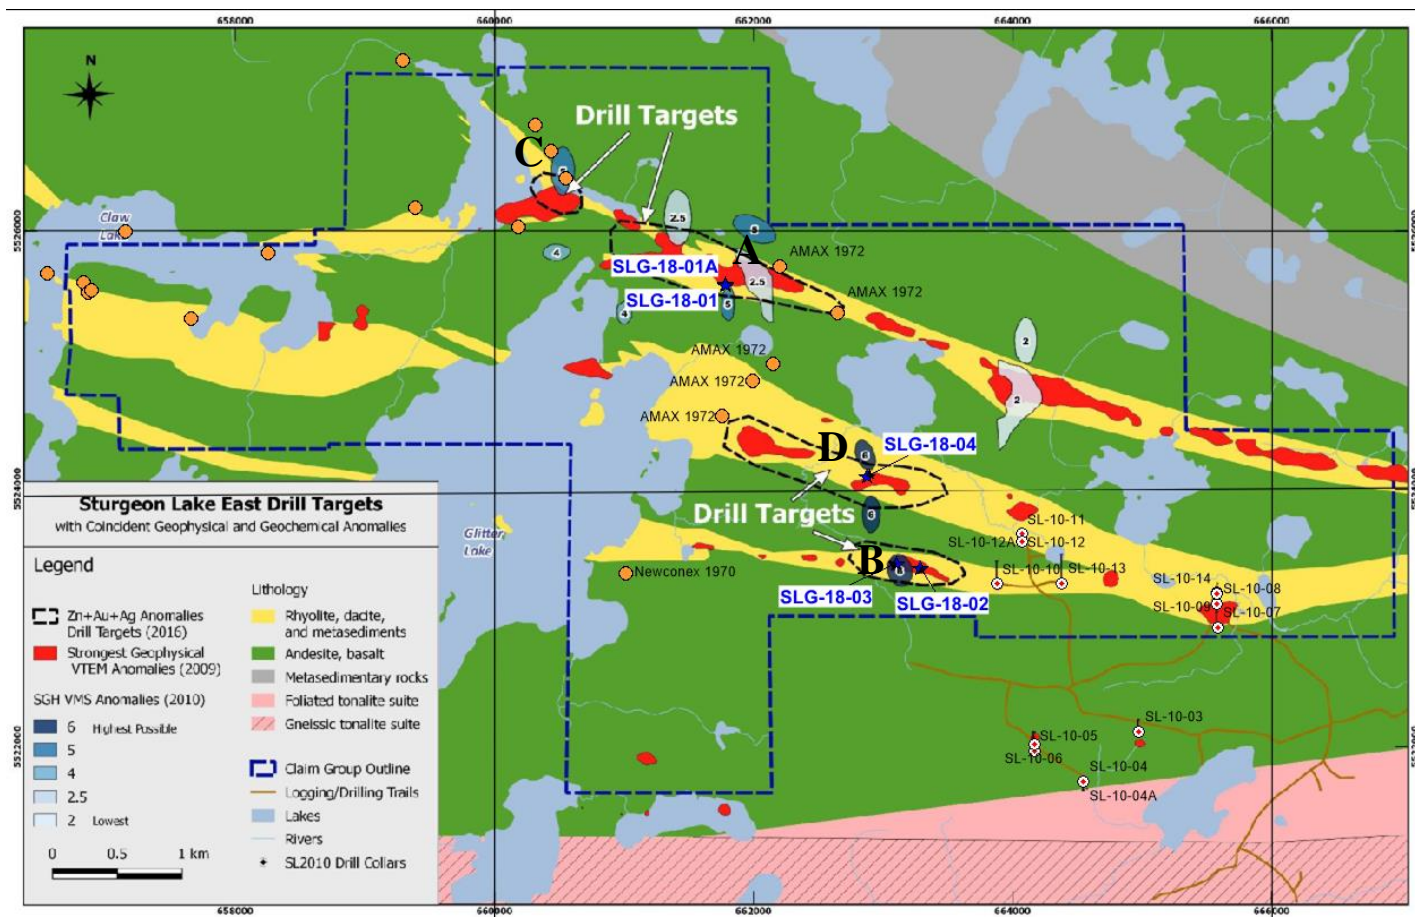 658000
660000
662000
664000
666000
N
Drill Targets
C
5
Claw
Lake
5526000
5526000
2.5
5
A
AMAX 1972
4
SLG-18-01A
2.5
AMAX 1972
SLG-18-01
5
4
AMAX 1972
2
AMAX 1972
2
AMAX 1972
D
SLG-18-04
6
5524000
5524000
6
Drill Targets
SL-10-11
SL-10-12A
SL-10-12
Glitter
Lake
B
Newconex 1970
SL-10-10
SL-10-13
SL-10-14
SL-10-08
SLG-18-03
SLG-18-02
SL-10-09
SL-10-07
SL-10-03
SL-10-05
SL-10-06
SL-10-04
SL-10-04A
5522000
5522000
Sturgeon Lake East Drill Targets
with Coincident Geophysical and Geochemical Anomalies
Legend
Zn+Au+Ag Anomalies
Drill Targets (2016)
Strongest Geophysical
VTEM Anomalies (2009)
SGH VMS Anomalies (2010)
6 Highest Possible
5
4
2.5
2 Lowest
0 0.5 1 km
Lithology
Rhyolite, dacite,
and metasediments
Andesite, basalt
Metasedimentary rocks
Foliated tonalite suite
Gneissic tonalite suite
Claim Group Outline
Logging/Drilling Trails
Lakes
Rivers
SL2010 Drill Collars
658000
660000
662000
664000
666000